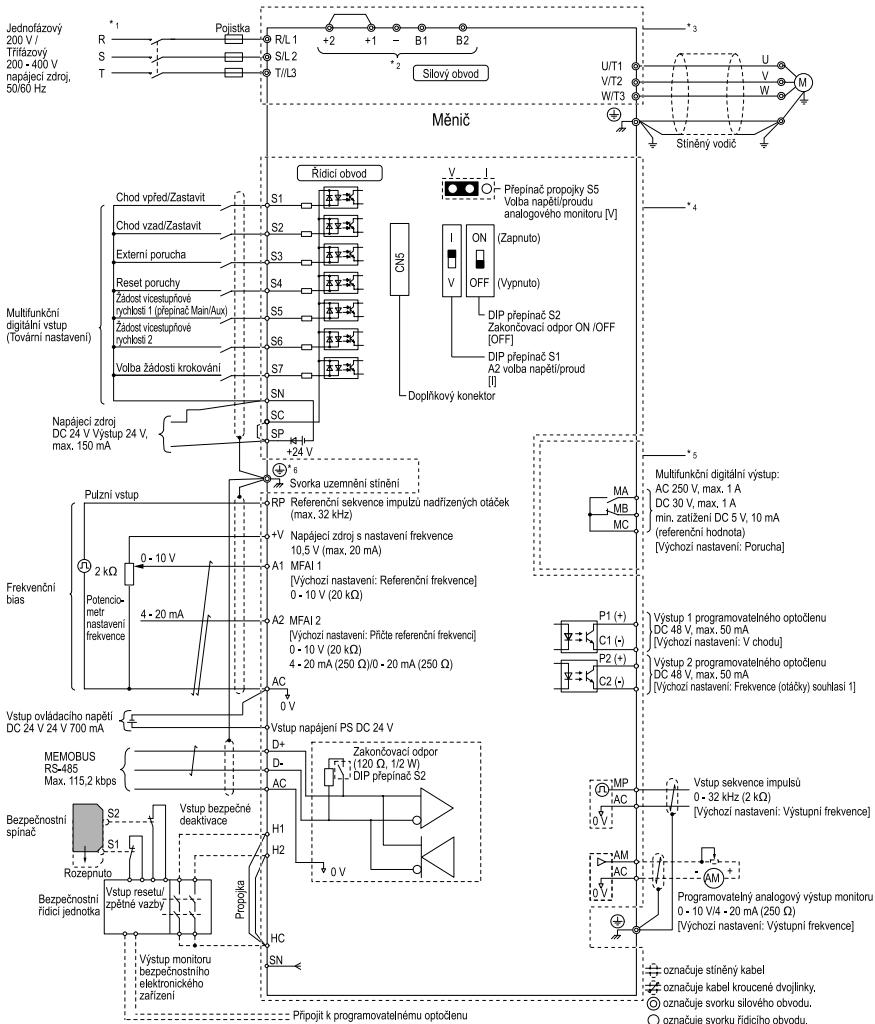 Jednofázový
200 V /
Třífázový
200 - 400 V
napájecí zdroj,
50/60 Hz
*1
R
S
T
Pojistka
R/L 1
S/L 2
T//L3
+2
+1
–
B1
B2
*2
Silový obvod
*3
U/T1
V/T2
W/T3
U
V
W
M
Stíněný vodič
Měnič
Řídicí obvod
Multifunkční
digitální vstup
(Tovární nastavení)
Chod vpřed/Zastavit
S1
Chod vzad/Zastavit
S2
Externí porucha
S3
Reset poruchy
S4
Žádost vícestupňové
rychlosti 1 (přepínač Main/Aux)
S5
Žádost vícestupňové
rychlosti 2
S6
Volba žádosti krokování
S7
SN
SC
SP
+24 V
Napájecí zdroj
DC 24 V Výstup 24 V,
max. 150 mA
CN5
Doplňkový konektor
V
I
Přepínač propojky S5
Volba napětí/proudu
analogového monitoru [V]
I
V
ON
OFF
(Zapnuto)
(Vypnuto)
DIP přepínač S2
Zakončovací odpor ON /OFF
[OFF]
DIP přepínač S1
A2 volba napětí/proud
[I]
*4
*6
Svorka uzemnění stínění
*5
MA
MB
MC
Multifunkční digitální výstup:
AC 250 V, max. 1 A
DC 30 V, max. 1 A
min. zatížení DC 5 V, 10 mA
(referenční hodnota)
[Výchozí nastavení: Porucha]
Frekvenční
bias
Pulzní vstup
RP
Referenční sekvence impulzů nadřízených otáček
(max. 32 kHz)
+V
Napájecí zdroj s nastavení frekvence
10,5 V (max. 20 mA)
2 kΩ
0 - 10 V
Potencio-
metr
nastavení
frekvence
A1
MFAI 1
[Výchozí nastavení: Referenční frekvence]
0 - 10 V (20 kΩ)
4 - 20 mA
A2
MFAI 2
[Výchozí nastavení: Přičte referenční frekvenci]
0 - 10 V (20 kΩ)
4 - 20 mA (250 Ω)/0 - 20 mA (250 Ω)
AC
0 V
P1 (+)
C1 (-)
Výstup 1 programovatelného optočlenu
DC 48 V, max. 50 mA
[Výchozí nastavení: V chodu]
P2 (+)
C2 (-)
Výstup 2 programovatelného optočlenu
DC 48 V, max. 50 mA
[Výchozí nastavení: Frekvence (otáčky) souhlasí 1]
Vstup ovládacího napětí
DC 24 V 24 V 700 mA
Vstup napájení PS DC 24 V
MEMOBUS
RS-485
Max. 115,2 kbps
D+
D-
AC
Zakončovací odpor
(120 Ω, 1/2 W)
DIP přepínač S2
0 V
MP
AC
0 V
Vstup sekvence impulsů
0 - 32 kHz (2 kΩ)
[Výchozí nastavení: Výstupní frekvence]
AM
AC
0 V
-
+
AM
Programovatelný analogový výstup monitoru
0 - 10 V/4 - 20 mA (250 Ω)
[Výchozí nastavení: Výstupní frekvence]
Bezpečnostní
spínač
S2
S1
Rozepnuto
Vstup bezpečné
deaktivace
H1
H2
Propojka
HC
SN
Bezpečnostní
řídicí jednotka
Vstup resetu/
zpětné vazby
Výstup monitoru
bezpečnostního
elektronického
zařízení
Připojit k programovatelnému optočlenu
označuje stíněný kabel
označuje kabel kroucené dvojlinky,
označuje svorku silového obvodu.
označuje svorku řídicího obvodu.